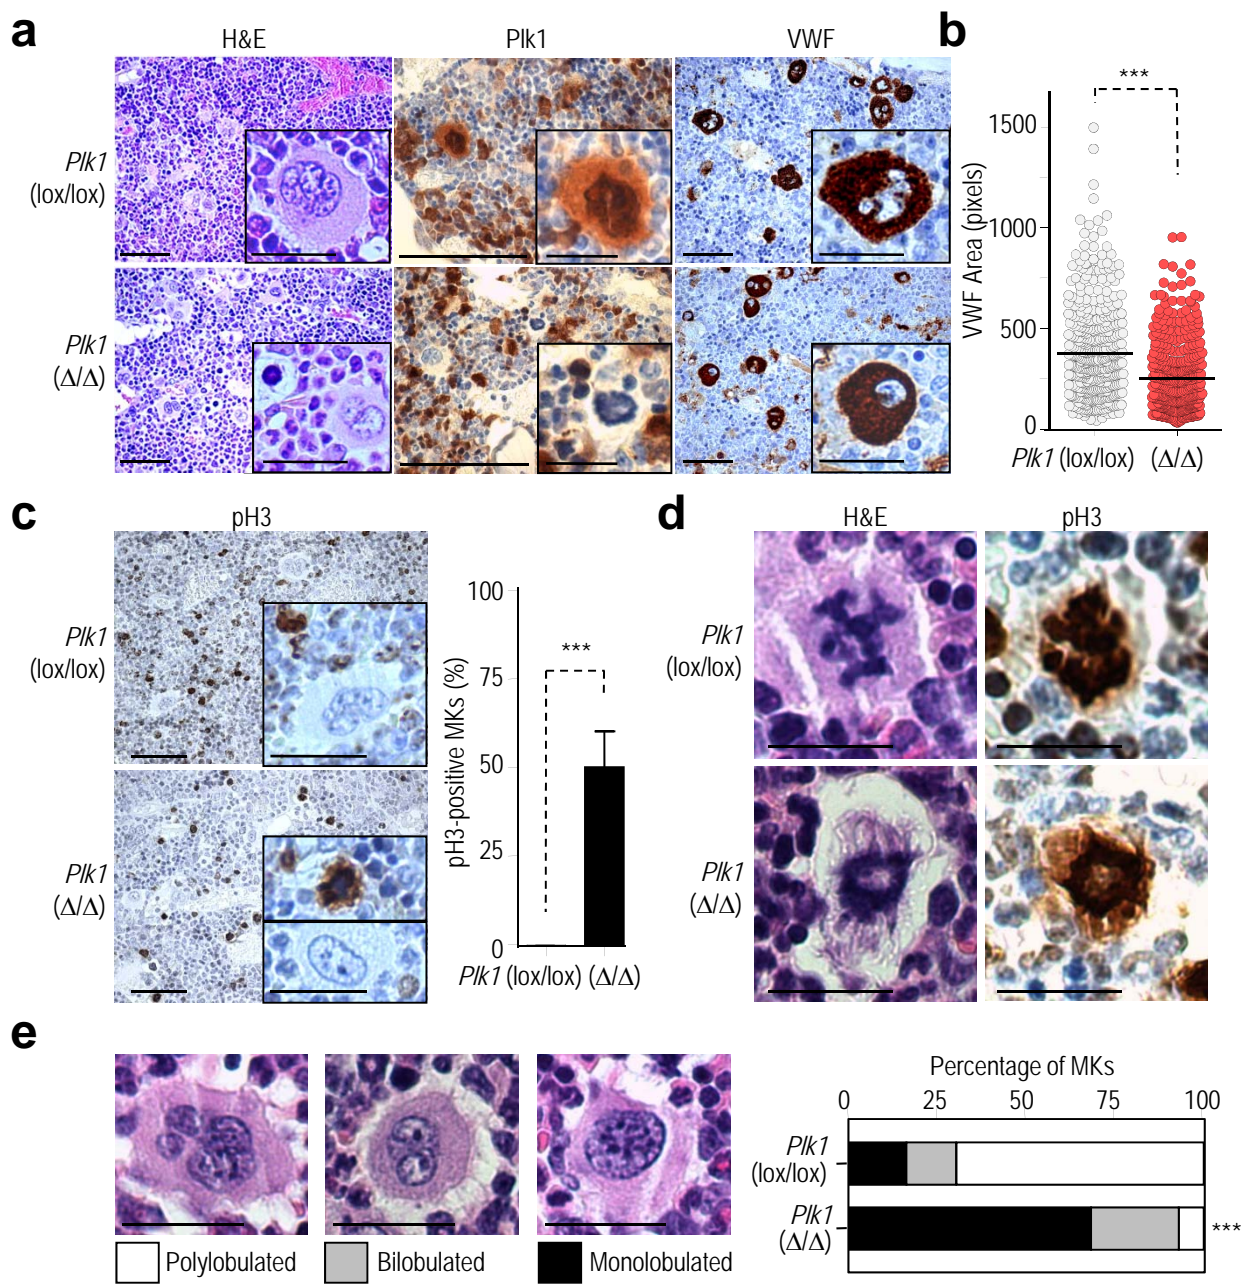 a
H&E
Plk1
VWF
Plk1
(lox/lox)
Plk1
(Δ/Δ)
b
***
VWF Area (pixels)
1500
1000
500
0
Plk1 (lox/lox) (Δ/Δ)
c
pH3
Plk1
(lox/lox)
Plk1
(Δ/Δ)
pH3-positive MKs (%)
100
75
50
25
0
***
Plk1 (lox/lox) (Δ/Δ)
d
H&E
pH3
Plk1
(lox/lox)
Plk1
(Δ/Δ)
e
Polylobulated
Bilobulated
Monolobulated
Percentage of MKs
0 25 50 75 100
Plk1
(lox/lox)
Plk1
(Δ/Δ)
***